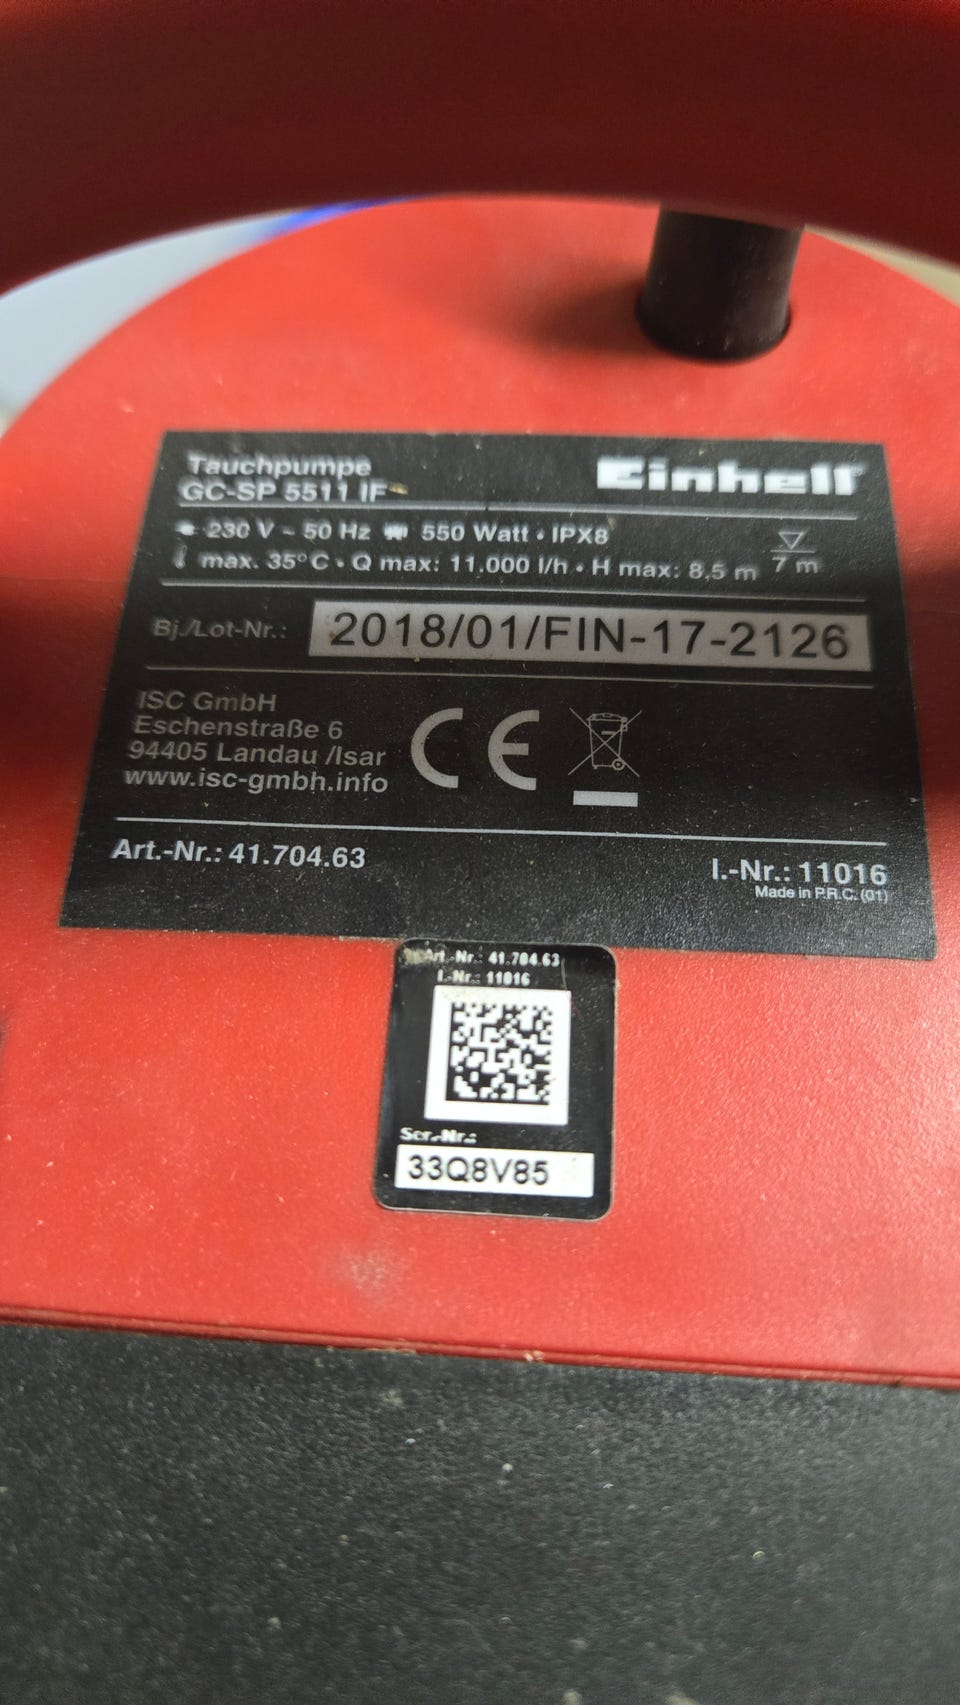 Tauchpumpe
GC-SP 5511 IF
Einhell
230 V ~ 50 Hz 550 Watt • IPX8
max. 35°C • Q max: 11.000 l/h • H max: 8,5 m
7 m
Bj./Lot-Nr.: 2018/01/FIN-17-2126
ISC GmbH
Eschenstraße 6
94405 Landau /Isar
www.isc-gmbh.info
CE
Art.-Nr.: 41.704.63
I.-Nr.: 11016
Made in P.R.C. (01)
Art.-Nr.: 41.704.63
I.-Nr.: 11016
Ser.-Nr.:
33Q8V85